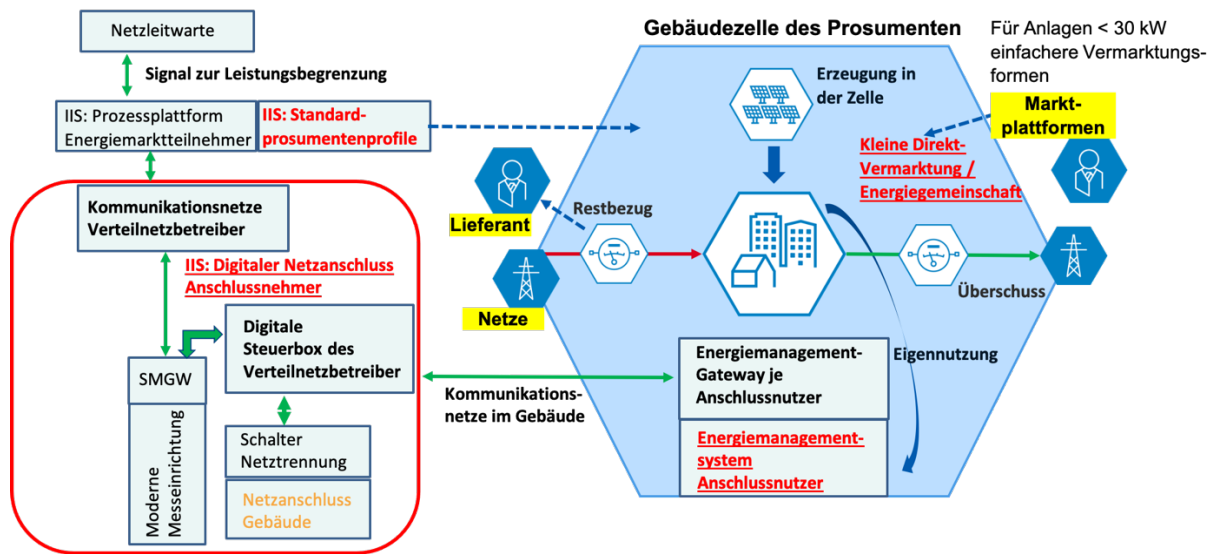 Netzleitwarte
Signal zur Leistungsbegrenzung
IIS: Prozessplattform
Energiemarktteilnehmer
IIS: Standard-
prosumentenprofile
Kommunikationsnetze
Verteilnetzbetreiber
IIS: Digitaler Netzanschluss
Anschlussnehmer
Digitale
Steuerbox des
Verteilnetzbetreiber
SMGW
Moderne
Messeinrichtung
Schalter
Netztrennung
Netzanschluss
Gebäude
Kommunikations-
netze im Gebäude
Gebäudezelle des Prosumenten
Erzeugung in
der Zelle
Für Anlagen < 30 kW
einfachere Vermarktungs-
formen
Markt-
plattformen
Kleine Direkt-
Vermarktung /
Energiegemeinschaft
Lieferant
Restbezug
Netze
Überschuss
Eigennutzung
Energiemanagement-
Gateway je
Anschlussnutzer
Energiemanagement-
system
Anschlussnutzer